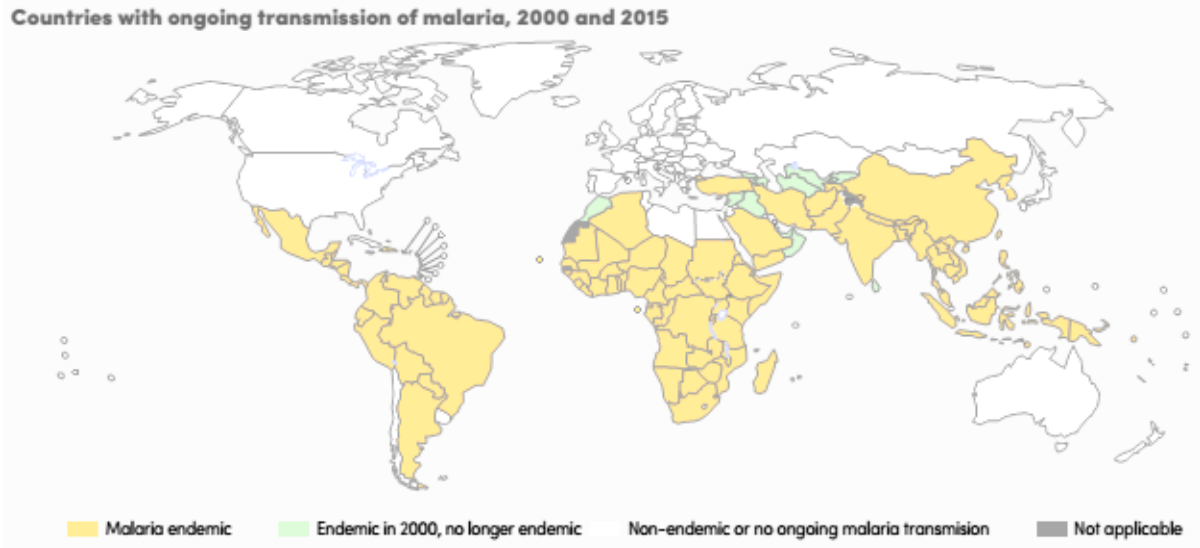 Countries with ongoing transmission of malaria, 2000 and 2015
Malaria endemic
Endemic in 2000, no longer endemic
Non-endemic or no ongoing malaria transmision
Not applicable